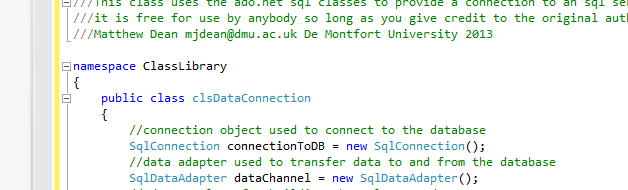 ///This class uses the ado.net sql classes to provide a connection to an sql se
///it is free for use by anybody so long as you give credit to the original aut
///Matthew Dean mjdean@dmu.ac.uk De Montfort University 2013
namespace ClassLibrary
{
public class clsDataConnection
{
//connection object used to connect to the database
SqlConnection connectionToDB = new SqlConnection();
//data adapter used to transfer data to and from the database
SqlDataAdapter dataChannel = new SqlDataAdapter();